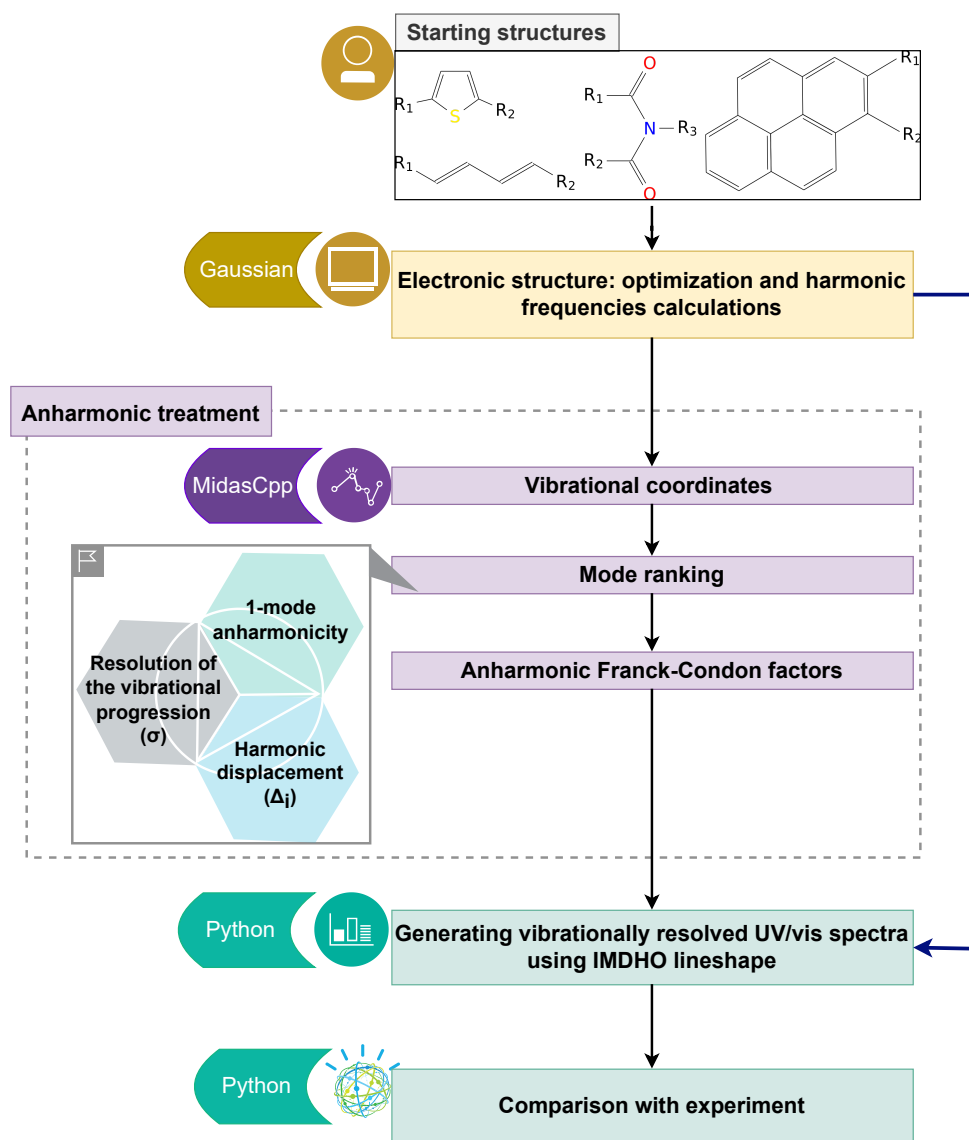 Starting structures
R1
S
R2
R1
R2
O
R1
N
R3
R2
O
R1
R2
Gaussian
Electronic structure: optimization and harmonic
frequencies calculations
Anharmonic treatment
MidasCpp
Vibrational coordinates
Mode ranking
1-mode
anharmonicity
Resolution of
the vibrational
progression
(σ)
Harmonic
displacement
(Δi)
Anharmonic Franck-Condon factors
Python
Generating vibrationally resolved UV/vis spectra
using IMDHO lineshape
Python
Comparison with experiment